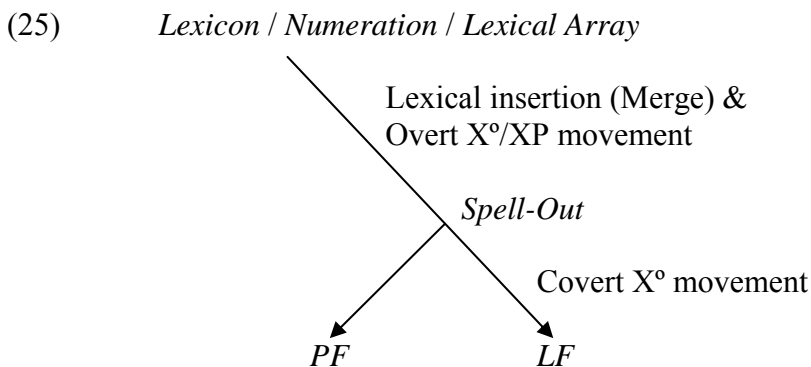 (25) Lexicon / Numeration / Lexical Array
Lexical insertion (Merge) &
Overt Xº/XP movement
Spell-Out
Covert Xº movement
PF LF